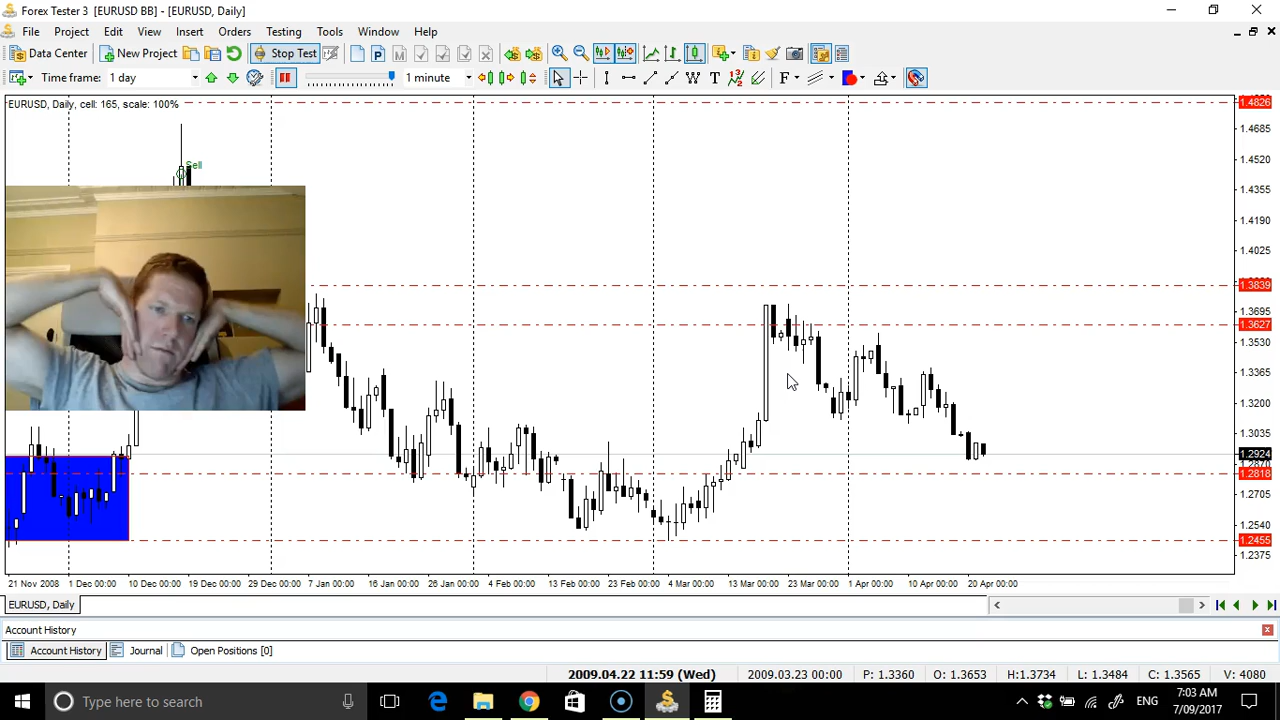 Forex Tester 3 [EURUSD BB] - [EURUSD, Daily]
File Project Edit View Insert Orders Testing Tools Window Help
Data Center New Project Stop Test
Time frame: 1 day 1 minute T F
EURUSD, Daily, cell: 165, scale: 100%
Sell
1.4826
1.4685
1.4520
1.4355
1.4190
1.4025
1.3839
1.3695
1.3627
1.3530
1.3365
1.3200
1.3035
1.2924
1.2870
1.2818
1.2705
1.2540
1.2455
1.2375
21 Nov 2008 1 Dec 00:00 10 Dec 00:00 19 Dec 00:00 29 Dec 00:00 7 Jan 00:00 16 Jan 00:00 26 Jan 00:00 4 Feb 00:00 13 Feb 00:00 23 Feb 00:00 4 Mar 00:00 13 Mar 00:00 23 Mar 00:00 1 Apr 00:00 10 Apr 00:00 20 Apr 00:00
EURUSD, Daily
Account History
Account History Journal Open Positions [0]
2009.04.22 11:59 (Wed) 2009.03.23 00:00 P: 1.3360 O: 1.3653 H: 1.3734 L: 1.3484 C: 1.3565 V: 4080
Type here to search ENG 7:03 AM
7/09/2017